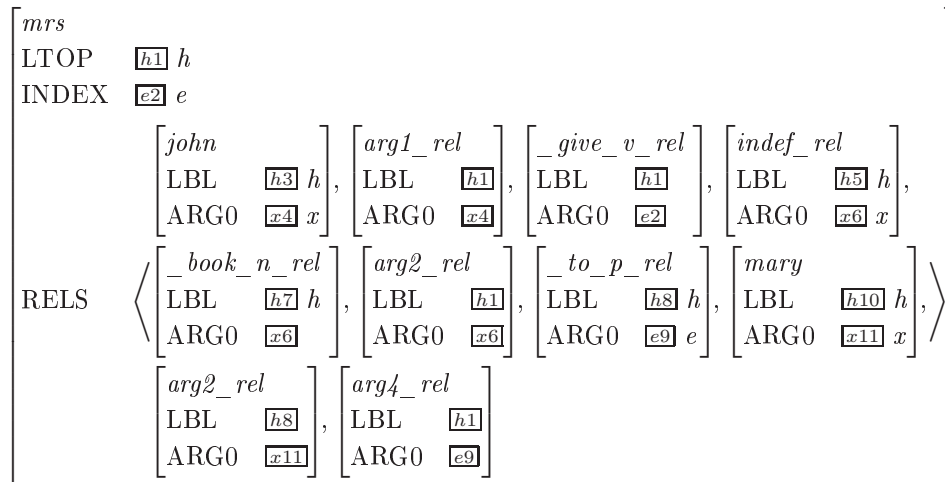 mrs
LTOP h1 h
INDEX e2 e
john arg1_rel _give_v_rel indef_rel
LBL h3 h, LBL h1, LBL h1, LBL h5 h,
ARG0 x4 x ARG0 x4 ARG0 e2 ARG0 x6 x
_book_n_rel arg2_rel _to_p_rel mary
RELS ⟨ LBL h7 h, LBL h1, LBL h8 h, LBL h10 h, ⟩
ARG0 x6 ARG0 x6 ARG0 e9 e ARG0 x11 x
arg2_rel arg4_rel
LBL h8, LBL h1
ARG0 x11 ARG0 e9